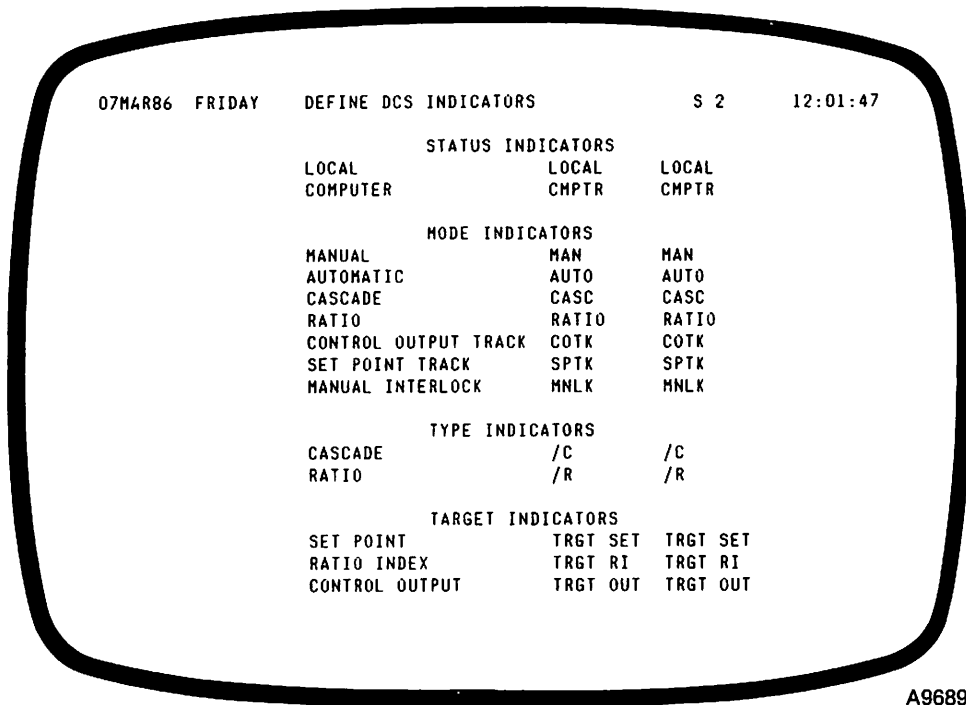 07M4R86 FRIDAY DEFINE DCS INDICATORS S 2 12:01:47
STATUS INDICATORS
LOCAL LOCAL LOCAL
COMPUTER CMPTR CMPTR
MODE INDICATORS
MANUAL MAN MAN
AUTOMATIC AUTO AUTO
CASCADE CASC CASC
RATIO RATIO RATIO
CONTROL OUTPUT TRACK COTK COTK
SET POINT TRACK SPTK SPTK
MANUAL INTERLOCK MNLK MNLK
TYPE INDICATORS
CASCADE /C /C
RATIO /R /R
TARGET INDICATORS
SET POINT TRGT SET TRGT SET
RATIO INDEX TRGT RI TRGT RI
CONTROL OUTPUT TRGT OUT TRGT OUT
A9689